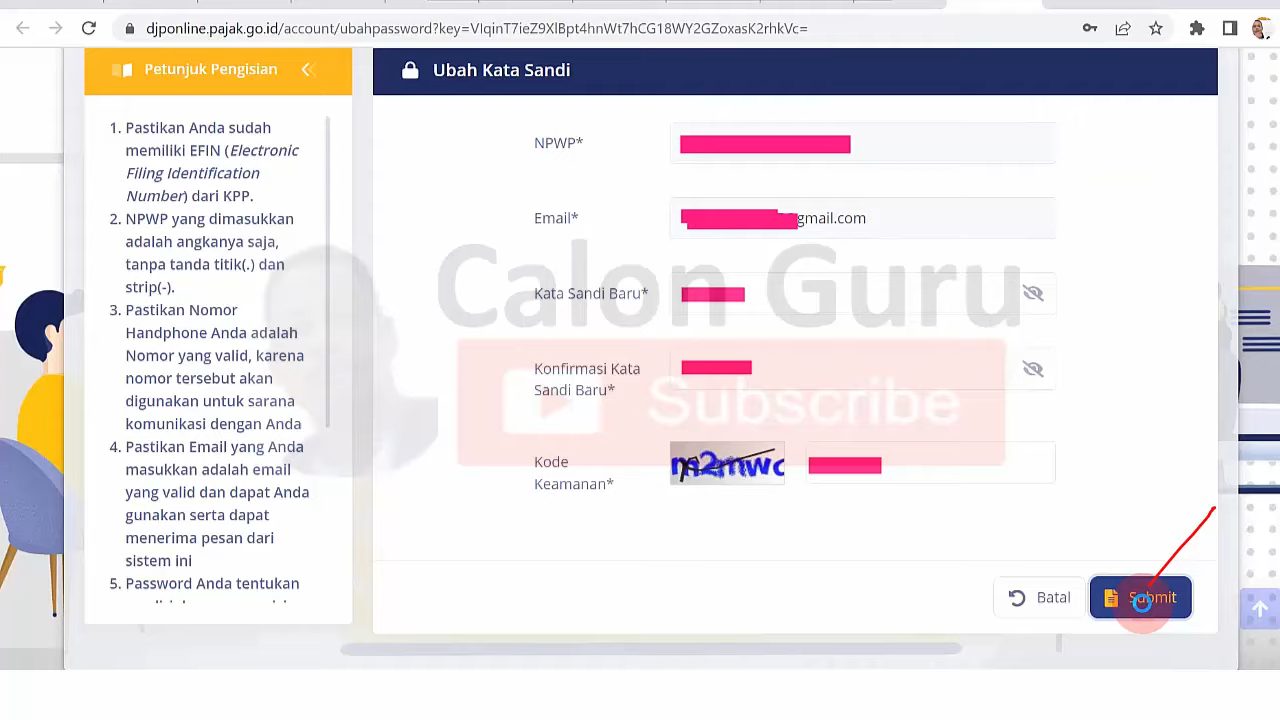 djponline.pajak.go.id/account/ubahpassword?key=VIqinT7ieZ9XlBpt4hnWt7hCG18WY2GZoxasK2rhkVc=
Petunjuk Pengisian
1. Pastikan Anda sudah
memiliki EFIN (Electronic
Filing Identification
Number) dari KPP.
2. NPWP yang dimasukkan
adalah angkanya saja,
tanpa tanda titik(.) dan
strip(-).
3. Pastikan Nomor
Handphone Anda adalah
Nomor yang valid, karena
nomor tersebut akan
digunakan untuk sarana
komunikasi dengan Anda
4. Pastikan Email yang Anda
masukkan adalah email
yang valid dan dapat Anda
gunakan serta dapat
menerima pesan dari
sistem ini
5. Password Anda tentukan
Ubah Kata Sandi
NPWP*
Email*
gmail.com
Calon Guru
Kata Sandi Baru*
Konfirmasi Kata
Sandi Baru*
Subscribe
Kode
Keamanan*
m2mwc
Batal
Submit